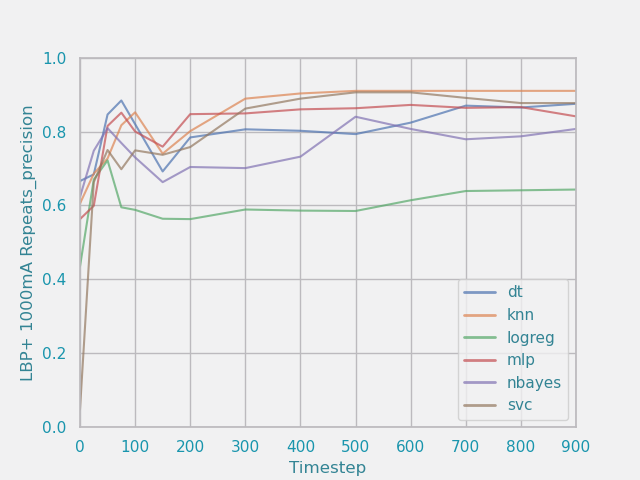 1.0
0.8
0.6
0.4
0.2
0.0
LBP+ 1000mA Repeats_precision
0 100 200 300 400 500 600 700 800 900
Timestep
dt
knn
logreg
mlp
nbayes
svc